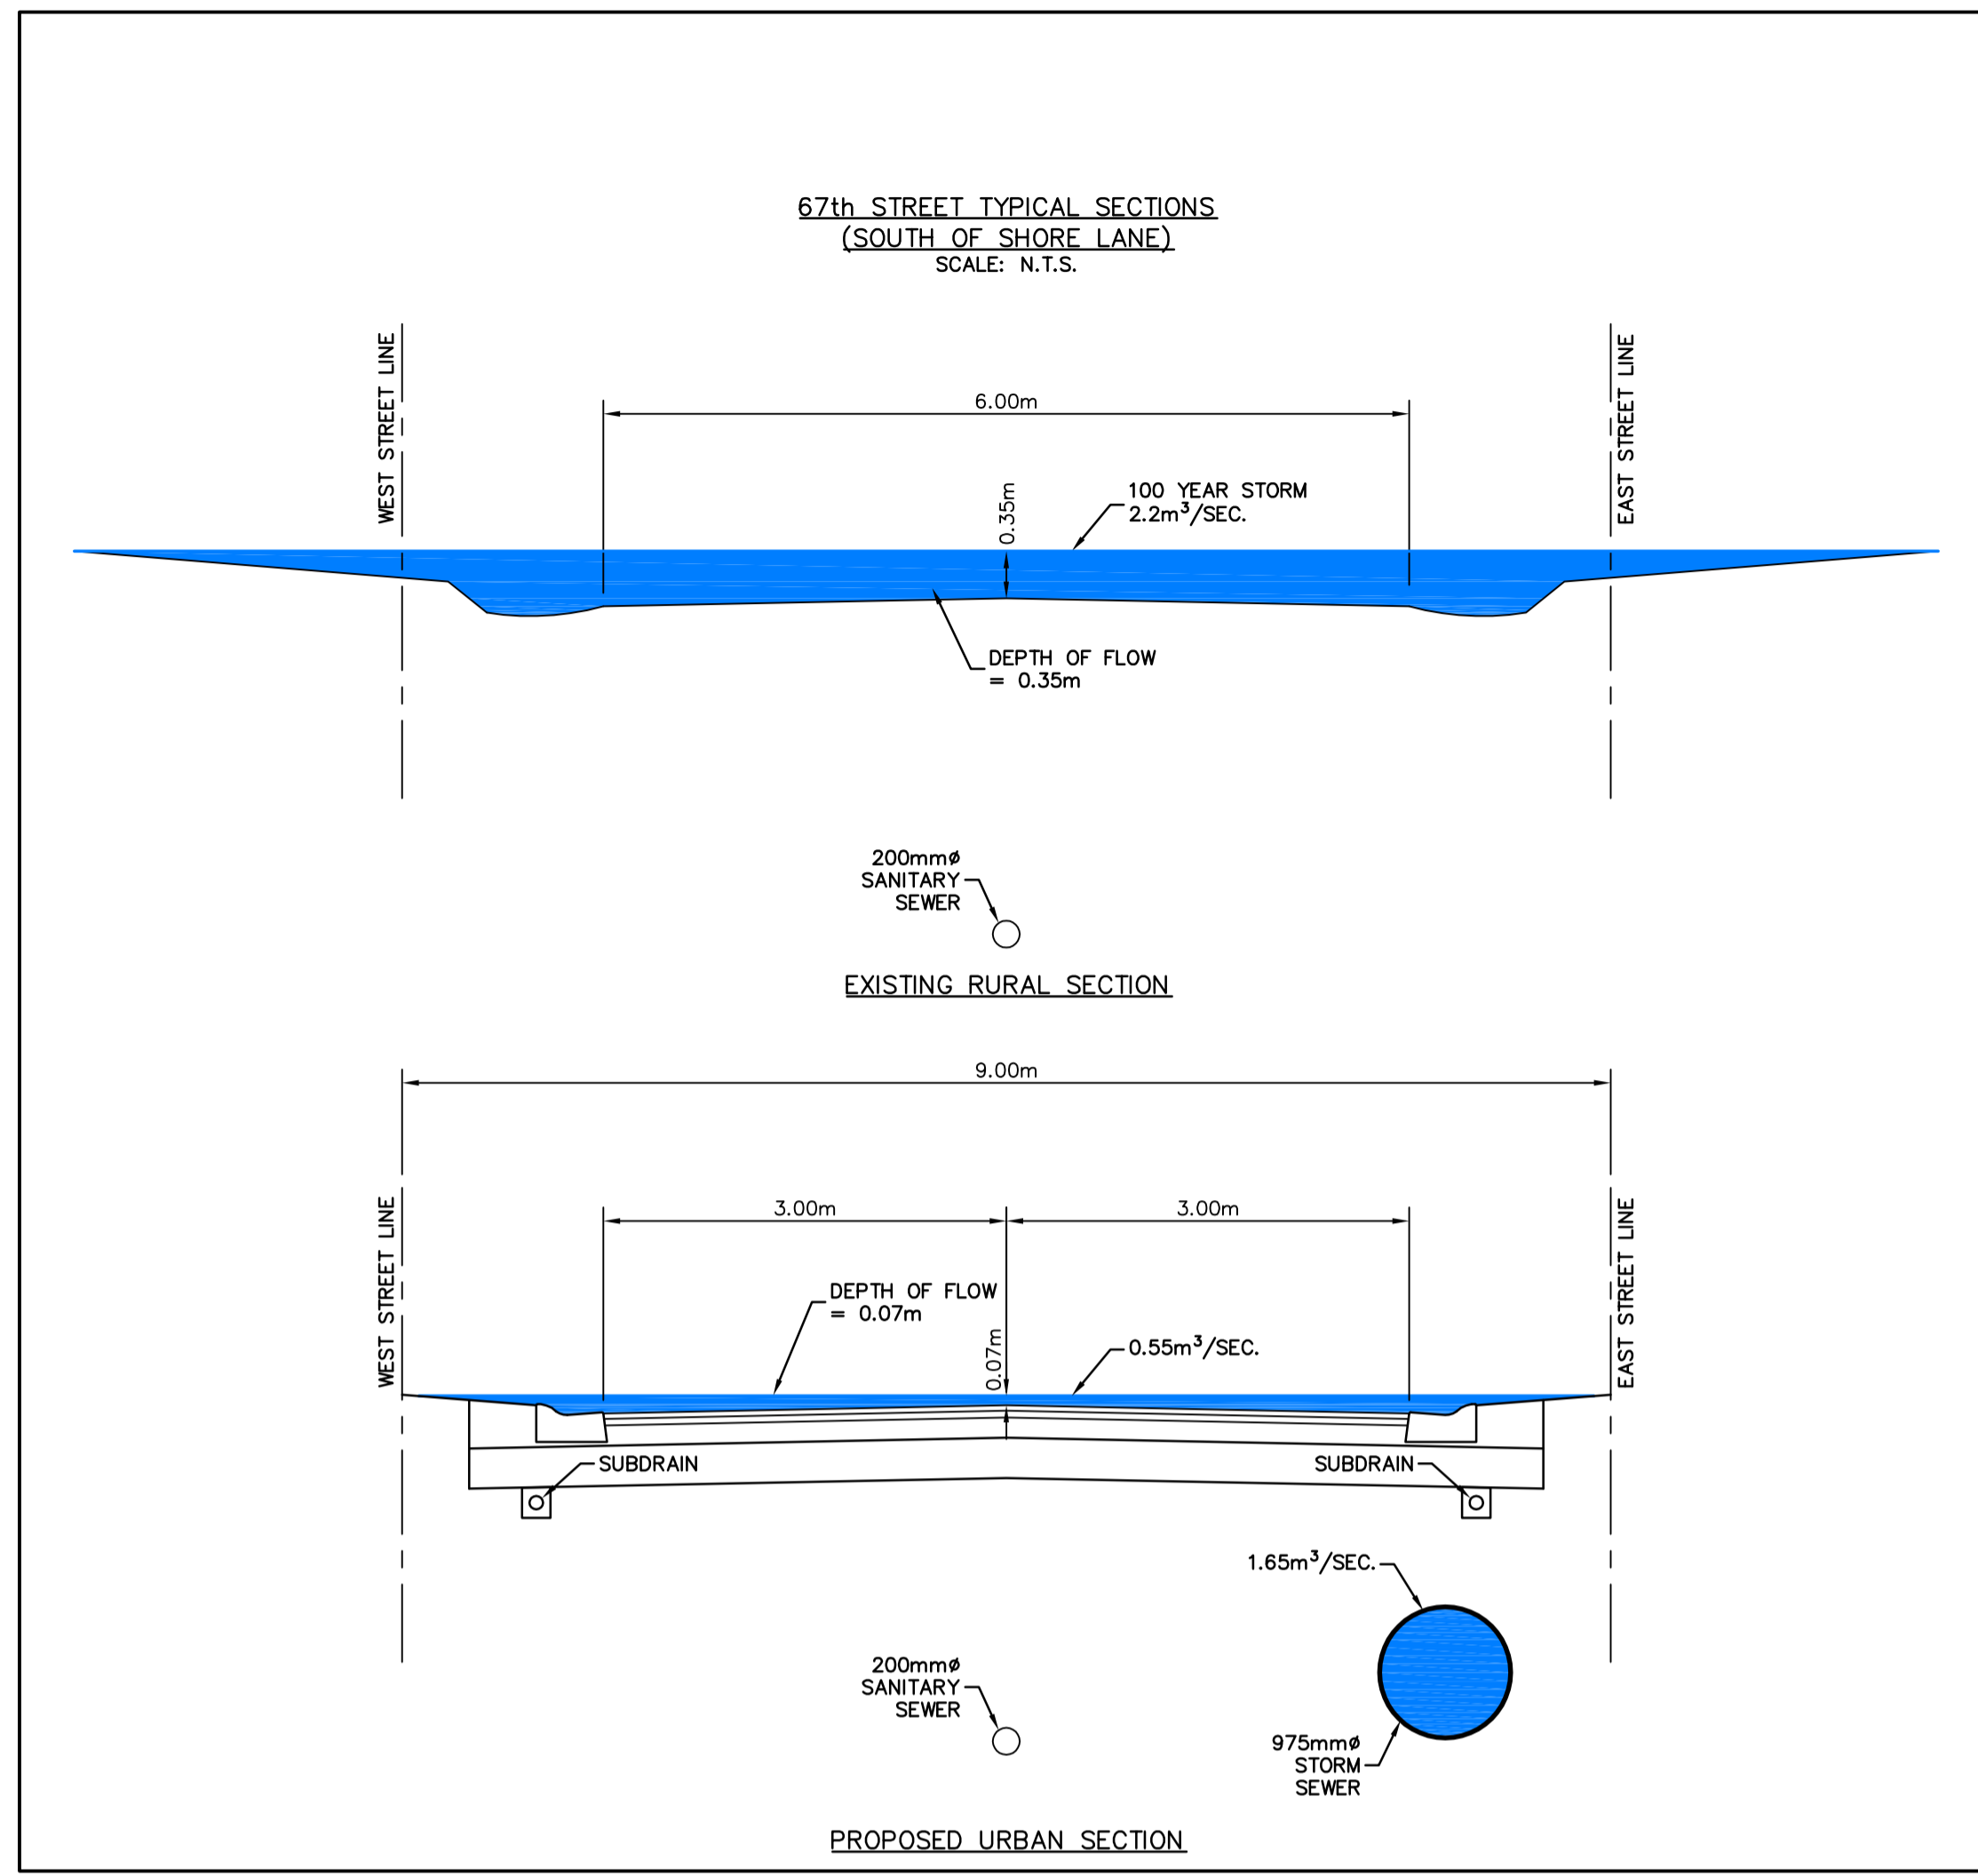 67th STREET TYPICAL SECTIONS
(SOUTH OF SHORE LANE)
SCALE: N.T.S.
WEST STREET LINE
EAST STREET LINE
6.00m
0.35m
100 YEAR STORM
2.2m³/SEC.
DEPTH OF FLOW
= 0.35m
200mmø
SANITARY
SEWER
EXISTING RURAL SECTION
9.00m
WEST STREET LINE
EAST STREET LINE
3.00m
3.00m
DEPTH OF FLOW
= 0.07m
0.07m
0.55m³/SEC.
SUBDRAIN
SUBDRAIN
1.65m³/SEC.
200mmø
SANITARY
SEWER
975mmø
STORM
SEWER
PROPOSED URBAN SECTION